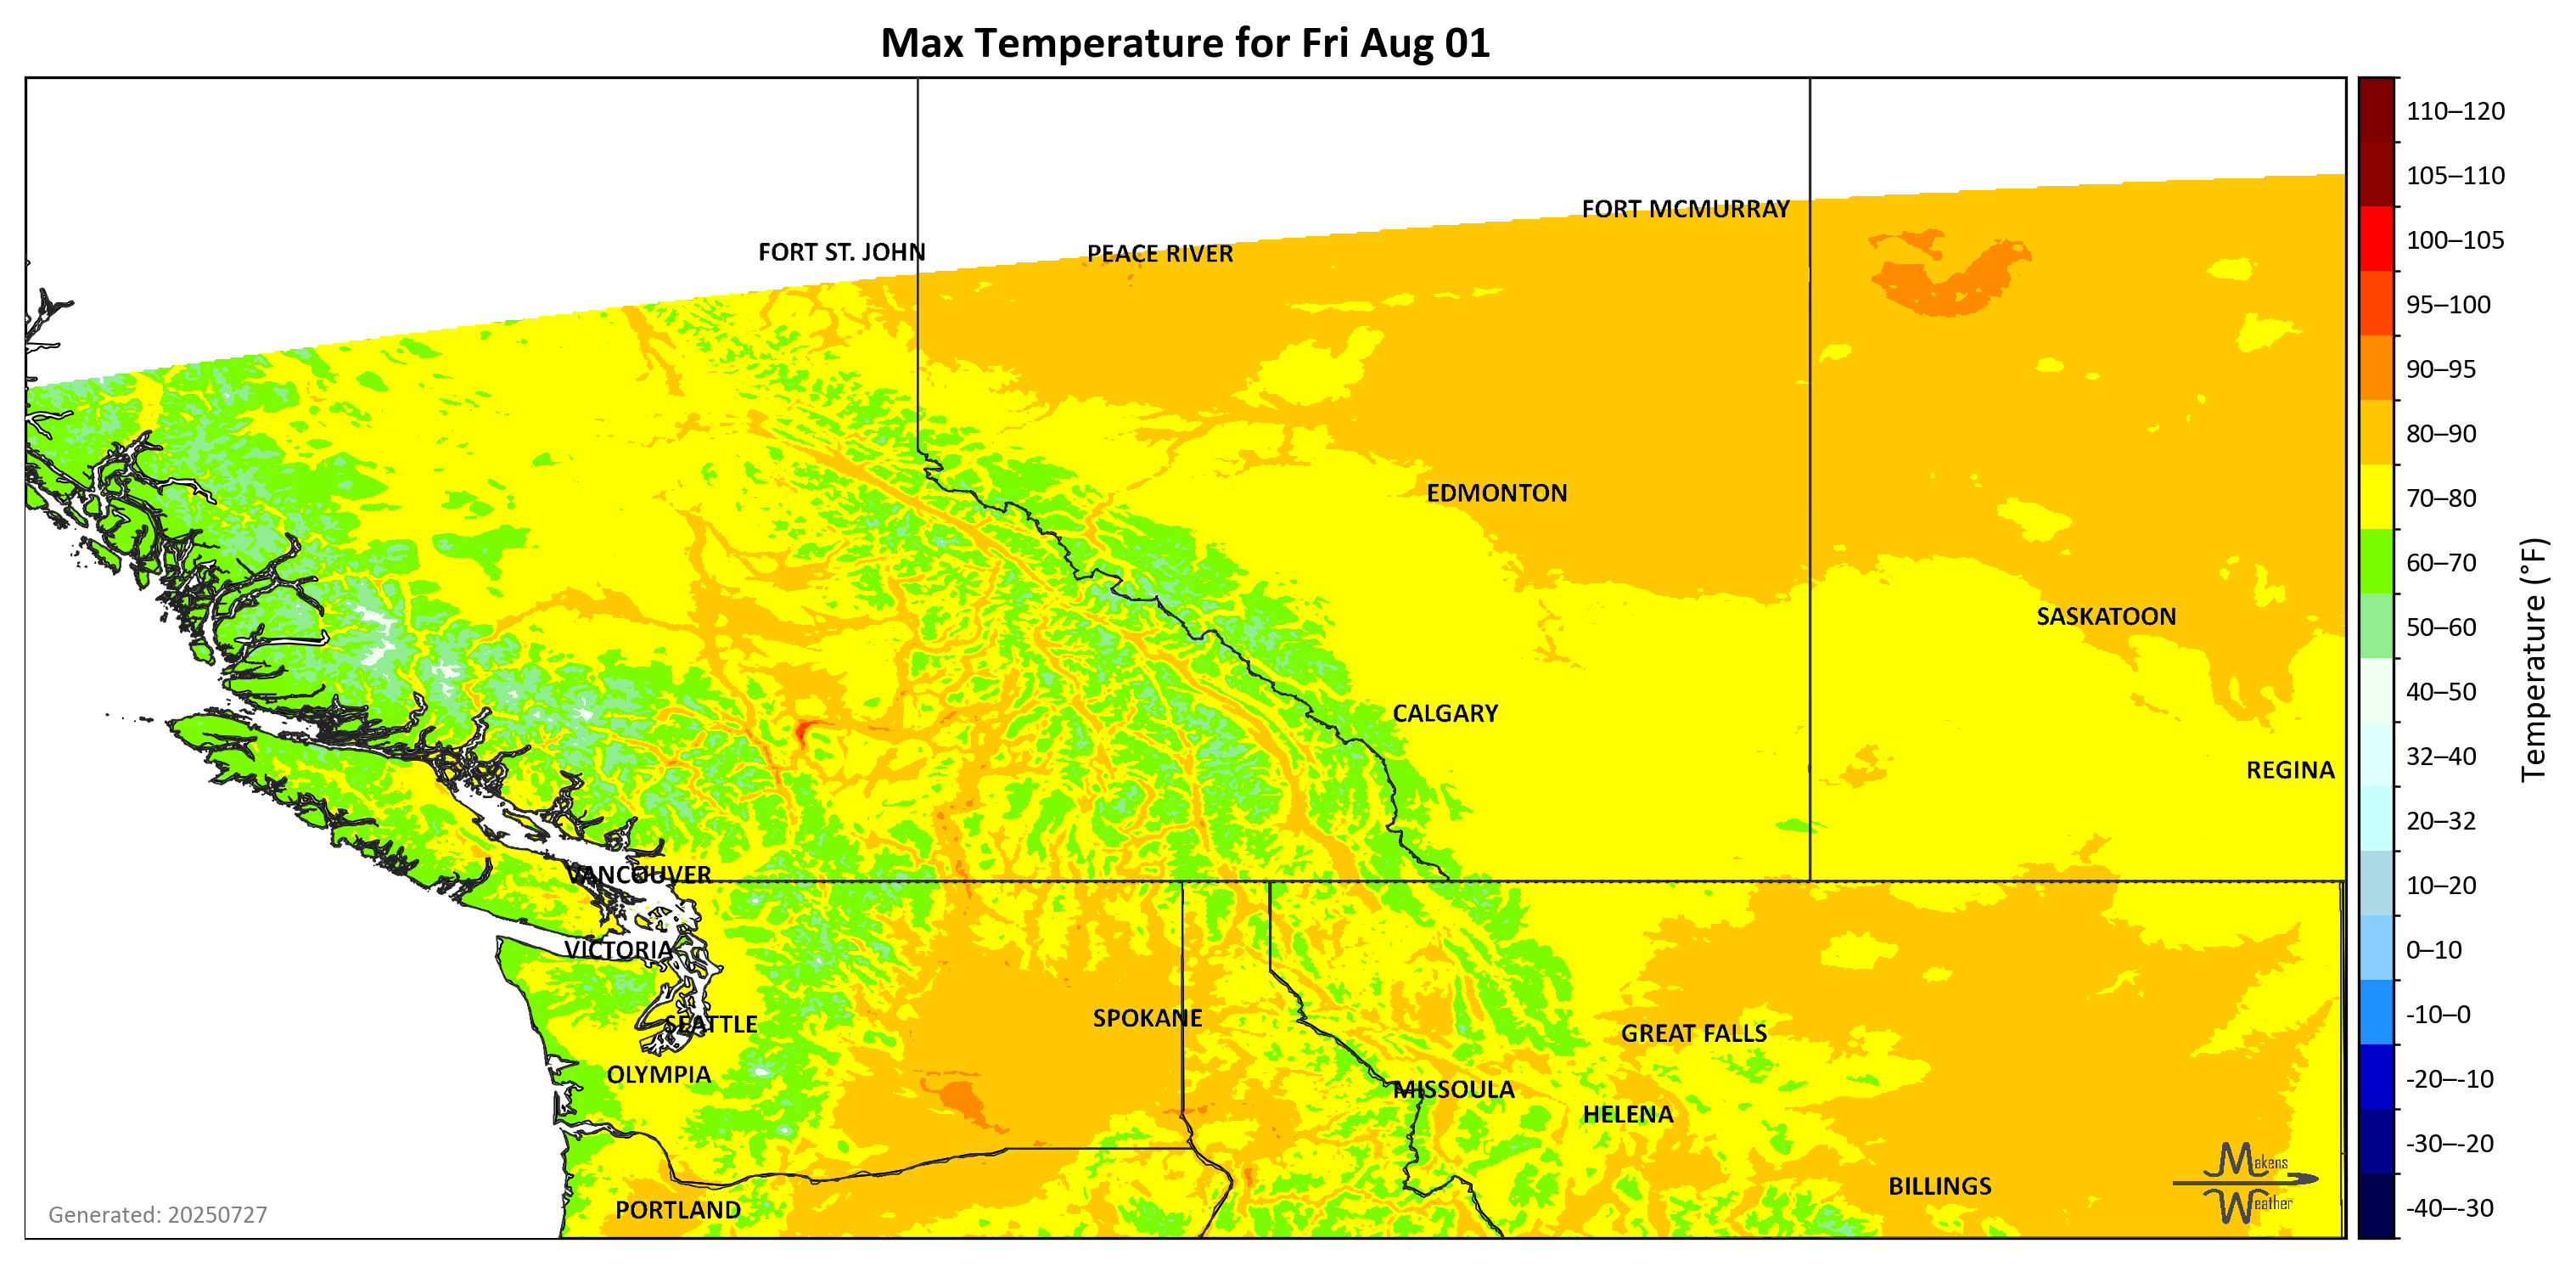 Max Temperature for Fri Aug 01
FORT MCMURRAY
FORT ST. JOHN
PEACE RIVER
EDMONTON
SASKATOON
CALGARY
REGINA
VANCOUVER
VICTORIA
SEATTLE
SPOKANE
GREAT FALLS
OLYMPIA
MISSOULA
HELENA
BILLINGS
PORTLAND
Makens
Weather
Generated: 20250727
110–120
105–110
100–105
95–100
90–95
80–90
70–80
60–70
50–60
40–50
32–40
20–32
10–20
0–10
-10–0
-20–-10
-30–-20
-40–-30
Temperature (°F)